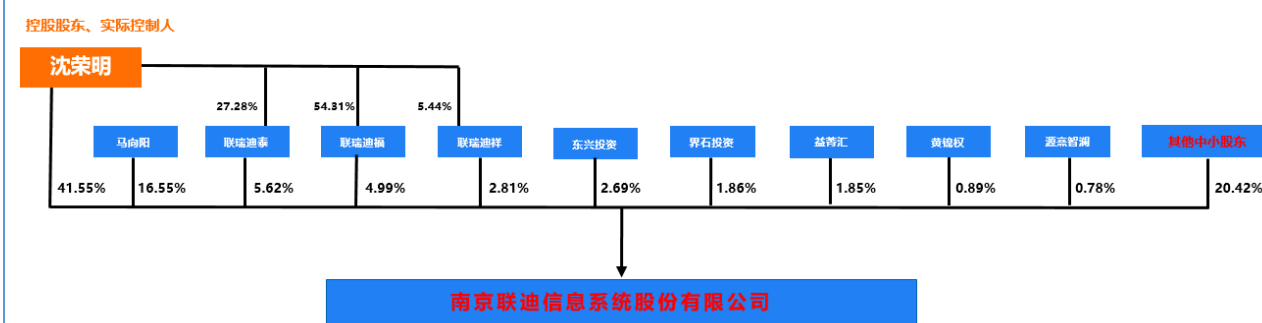 控股股东、实际控制人
沈荣明
27.28% 54.31% 5.44%
马向阳 联瑞迪泰 联瑞迪福 联瑞迪祥 东兴投资 界石投资 益菁汇 黄锦权 源熹智澜 其他中小股东
41.55% 16.55% 5.62% 4.99% 2.81% 2.69% 1.86% 1.85% 0.89% 0.78% 20.42%
南京联迪信息系统股份有限公司